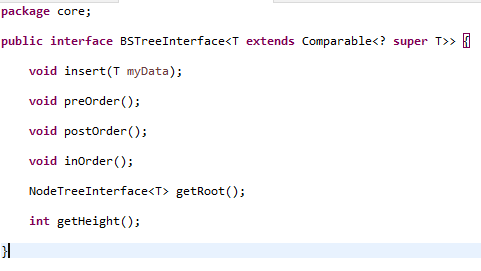 package core;
public interface BSTreeInterface<T extends Comparable<? super T>> {
void insert(T myData);
void preOrder();
void postOrder();
void inOrder();
NodeTreeInterface<T> getRoot();
int getHeight();
}